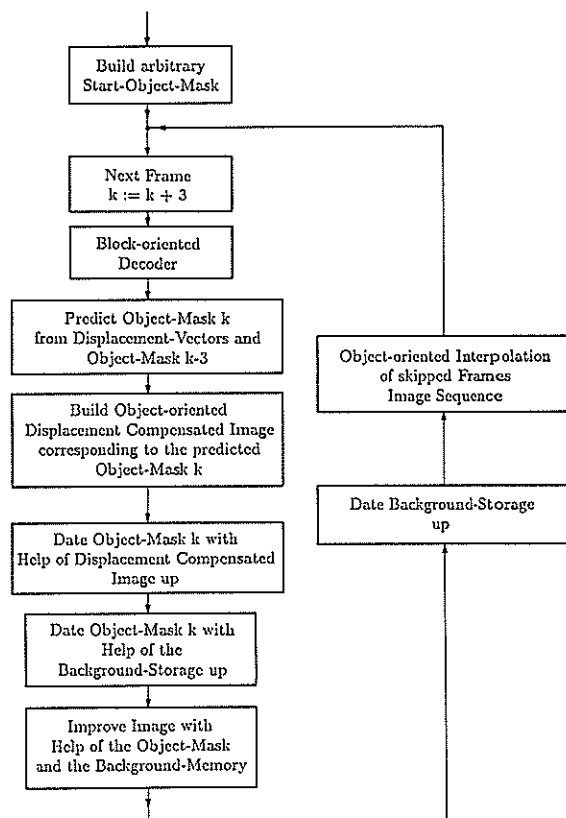 Build arbitrary
Start-Object-Mask
Next Frame
k := k + 3
Block-oriented
Decoder
Predict Object-Mask k
from Displacement-Vectors and
Object-Mask k-3
Build Object-oriented
Displacement Compensated Image
corresponding to the predicted
Object-Mask k
Date Object-Mask k with
Help of Displacement Compensated
Image up
Date Object-Mask k with
Help of the
Background-Storage up
Improve Image with
Help of the Object-Mask
and the Background-Memory
Object-oriented Interpolation
of skipped Frames
Image Sequence
Date Background-Storage
up